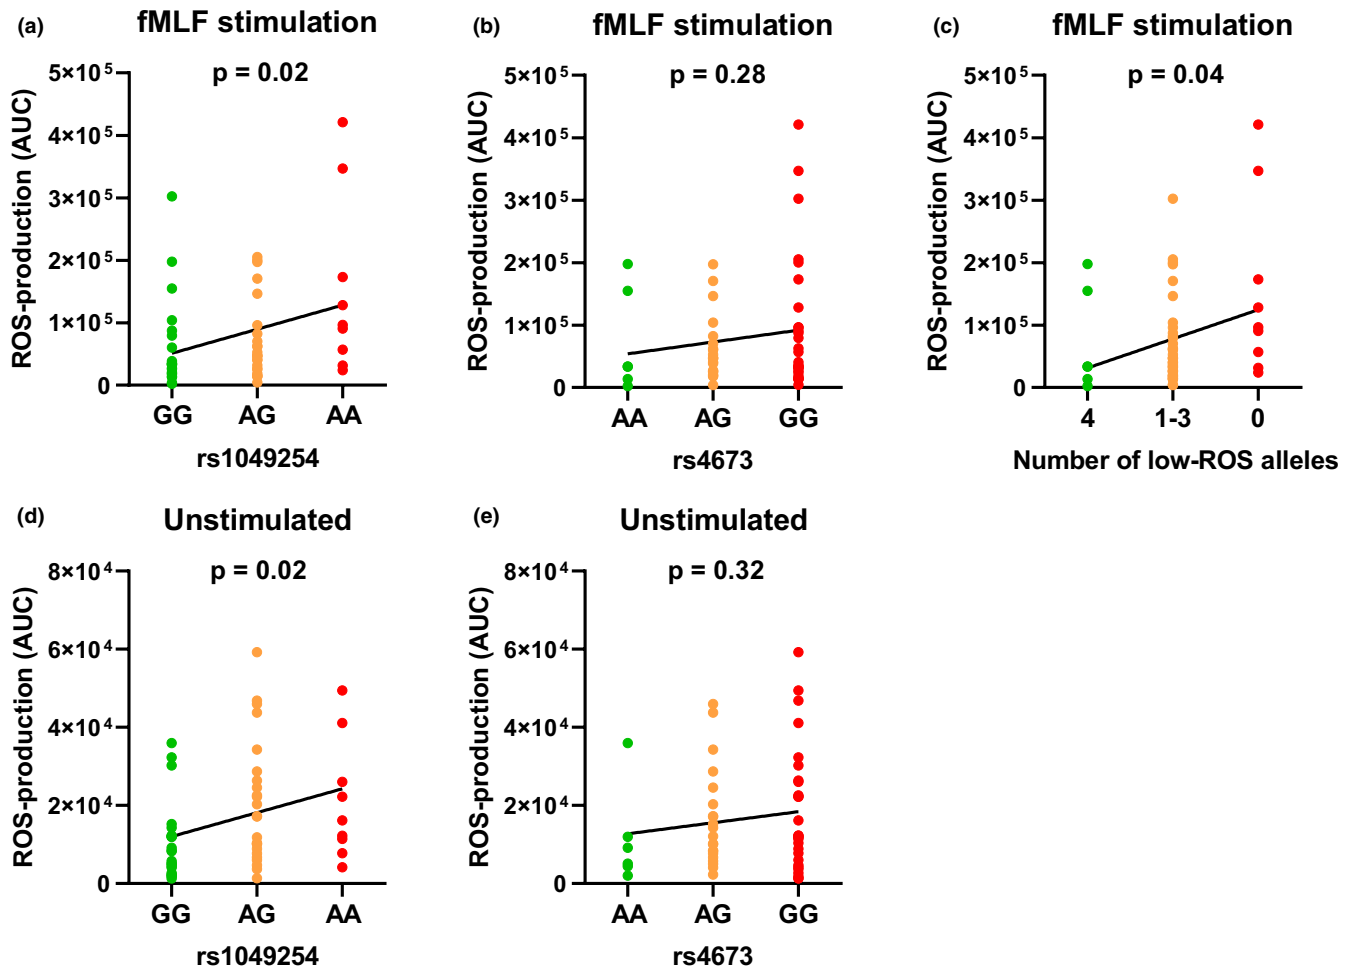 (a) fMLF stimulation
p = 0.02
ROS-production (AUC)
5×10⁵
4×10⁵
3×10⁵
2×10⁵
1×10⁵
0
GG AG AA
rs1049254
(b) fMLF stimulation
p = 0.28
ROS-production (AUC)
5×10⁵
4×10⁵
3×10⁵
2×10⁵
1×10⁵
0
AA AG GG
rs4673
(c) fMLF stimulation
p = 0.04
ROS-production (AUC)
5×10⁵
4×10⁵
3×10⁵
2×10⁵
1×10⁵
0
4 1-3 0
Number of low-ROS alleles
(d) Unstimulated
p = 0.02
ROS-production (AUC)
8×10⁴
6×10⁴
4×10⁴
2×10⁴
0
GG AG AA
rs1049254
(e) Unstimulated
p = 0.32
ROS-production (AUC)
8×10⁴
6×10⁴
4×10⁴
2×10⁴
0
AA AG GG
rs4673